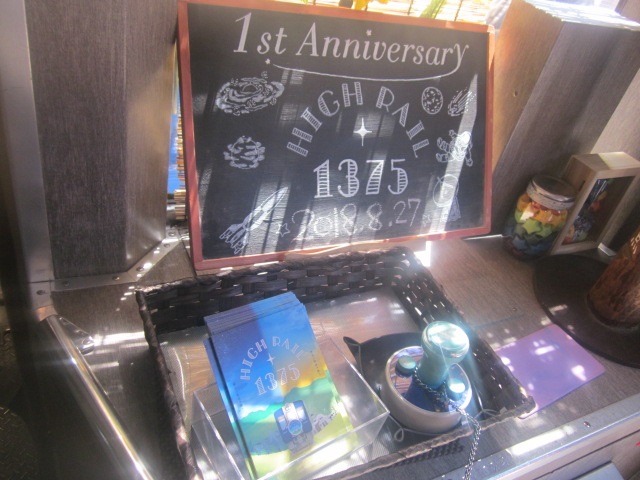 1st Anniversary
HIGH RAIL
1375
2018.8.27
HIGH RAIL
1375